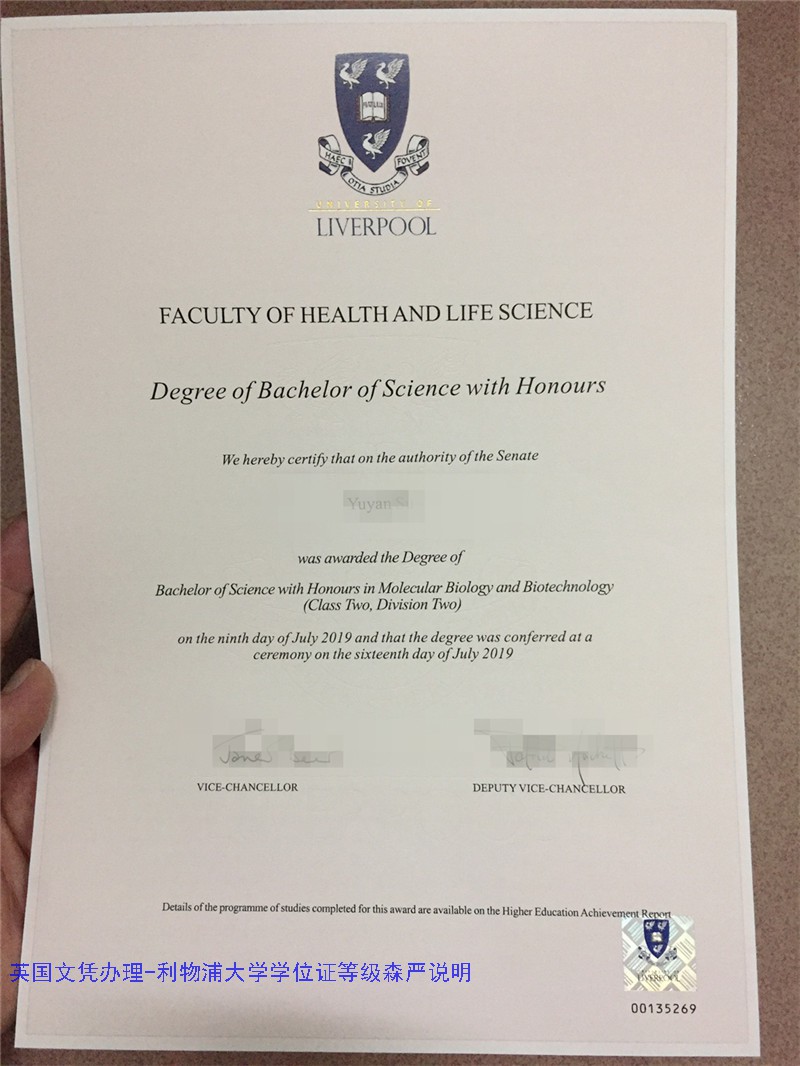 HAEC OTIA STUDIA FOVENT
UNIVERSITY OF
LIVERPOOL
FACULTY OF HEALTH AND LIFE SCIENCE
Degree of Bachelor of Science with Honours
We hereby certify that on the authority of the Senate
Yuyan
was awarded the Degree of
Bachelor of Science with Honours in Molecular Biology and Biotechnology
(Class Two, Division Two)
on the ninth day of July 2019 and that the degree was conferred at a
ceremony on the sixteenth day of July 2019
VICE-CHANCELLOR
DEPUTY VICE-CHANCELLOR
Details of the programme of studies completed for this award are available on the Higher Education Achievement Report
英国文凭办理-利物浦大学学位证等级森严说明
LIVERPOOL
00135269